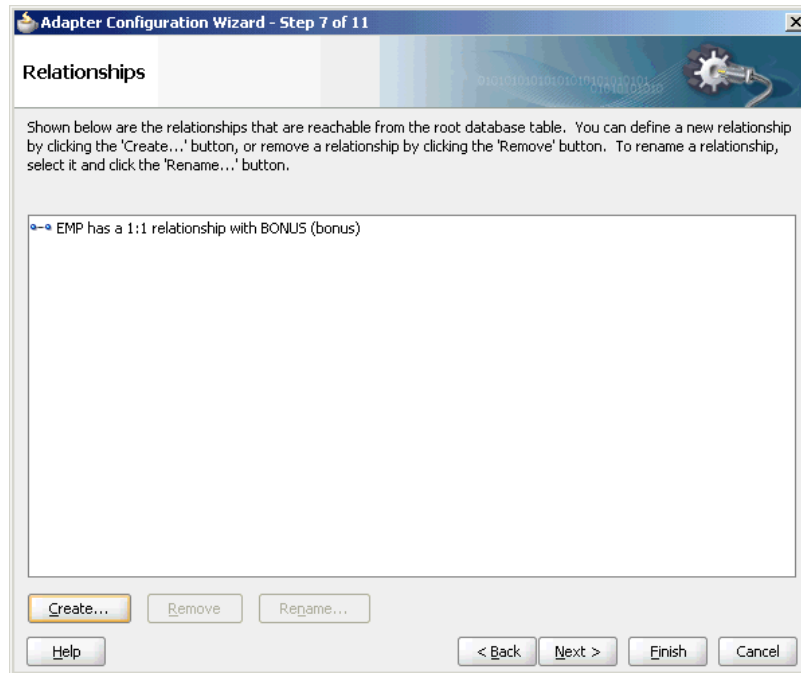 Adapter Configuration Wizard - Step 7 of 11
Relationships
Shown below are the relationships that are reachable from the root database table. You can define a new relationship
by clicking the 'Create...' button, or remove a relationship by clicking the 'Remove' button. To rename a relationship,
select it and click the 'Rename...' button.
EMP has a 1:1 relationship with BONUS (bonus)
Create... Remove Rename...
Help < Back Next > Finish Cancel